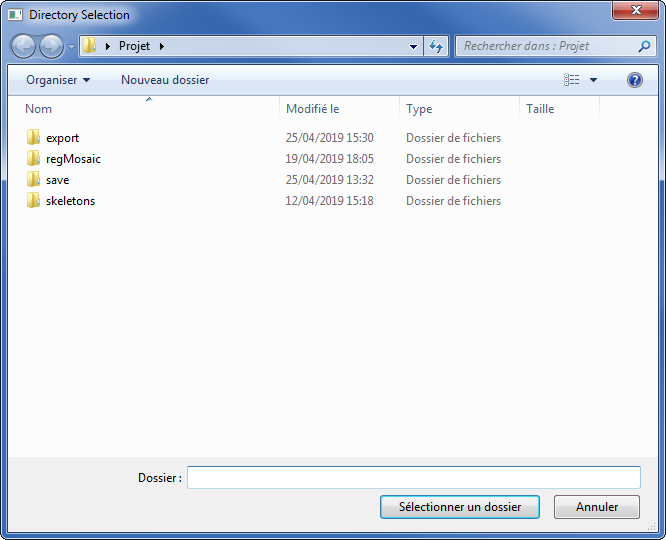 Directory Selection
Projet
Rechercher dans : Projet
Organiser Nouveau dossier
Nom Modifié le Type Taille
export 25/04/2019 15:30 Dossier de fichiers
regMosaic 19/04/2019 18:05 Dossier de fichiers
save 25/04/2019 13:32 Dossier de fichiers
skeletons 12/04/2019 15:18 Dossier de fichiers
Dossier :
Sélectionner un dossier Annuler